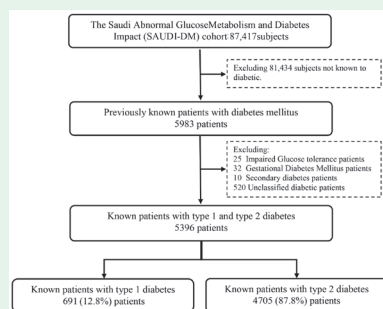 The Saudi Abnormal GlucoseMetabolism and Diabetes
Impact (SAUDI-DM) cohort 87,417subjects
Excluding 81,434 subjects not known to
diabetic.
Previously known patients with diabetes mellitus
5983 patients
Excluding:
25 Impaired Glucose tolerance patients
32 Gestational Diabetes Mellitus patients
10 Secondary diabetes patients
520 Unclassified diabetic patients
Known patients with type 1 and type 2 diabetes
5396 patients
Known patients with type 1 diabetes
691 (12.8%) patients
Known patients with type 2 diabetes
4705 (87.8%) patients